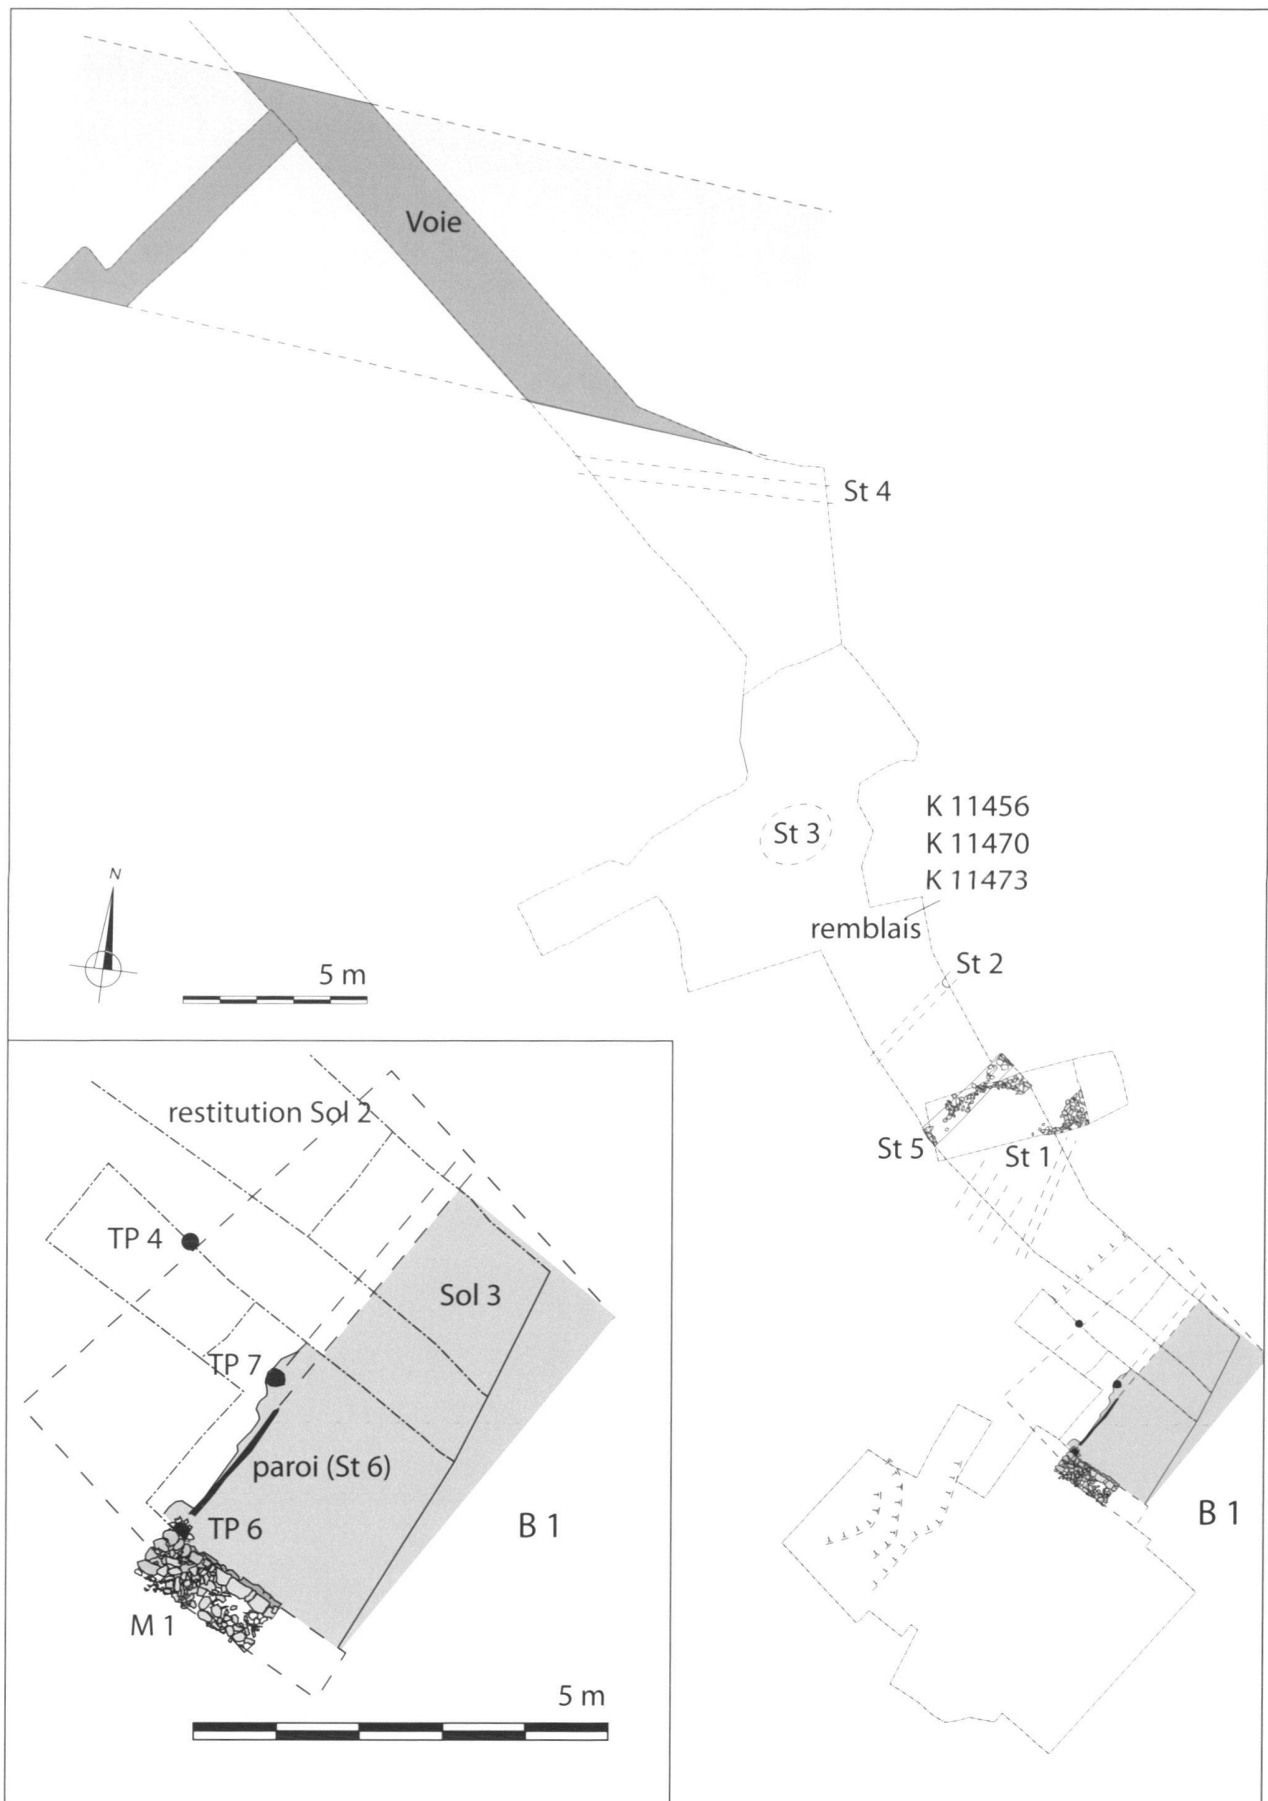 Voie
St 4
St 3
K 11456
K 11470
K 11473
remblais
N
5 m
St 2
St 5
St 1
B 1
restitution Sol 2
TP 4
Sol 3
TP 7
paroi (St 6)
TP 6
B 1
M 1
5 m